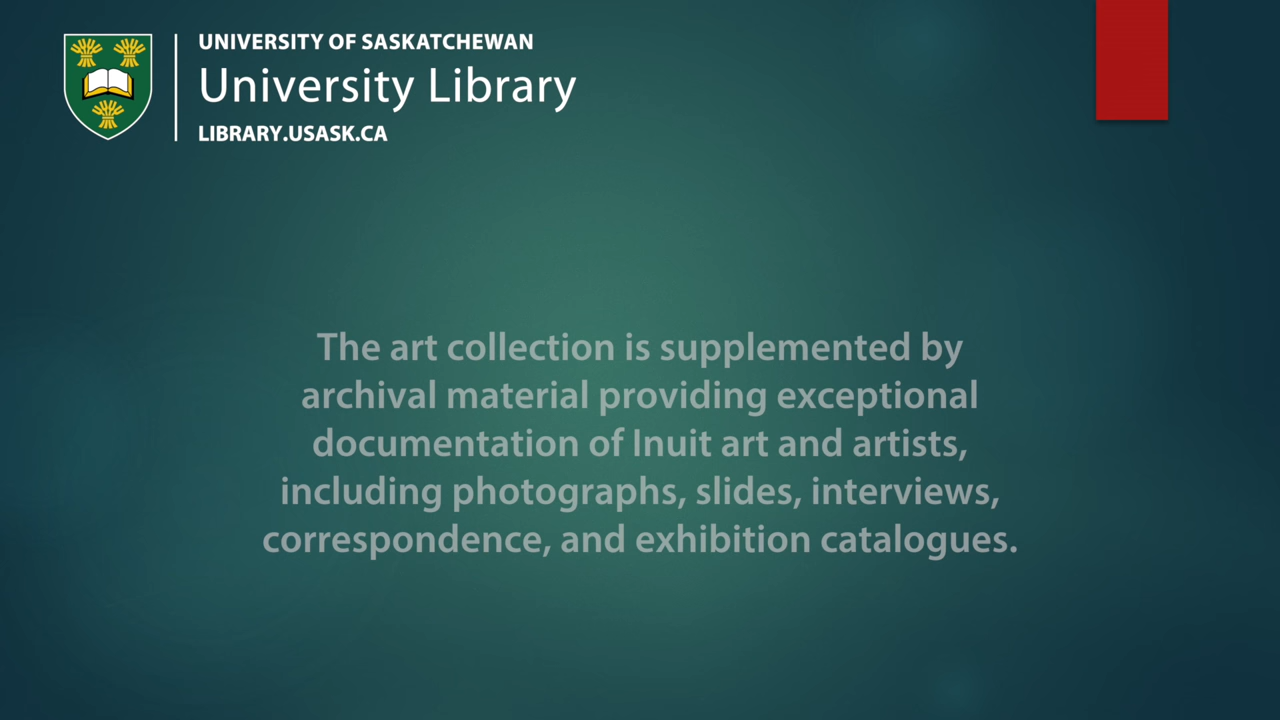 UNIVERSITY OF SASKATCHEWAN
University Library
LIBRARY.USASK.CA
The art collection is supplemented by
archival material providing exceptional
documentation of Inuit art and artists,
including photographs, slides, interviews,
correspondence, and exhibition catalogues.